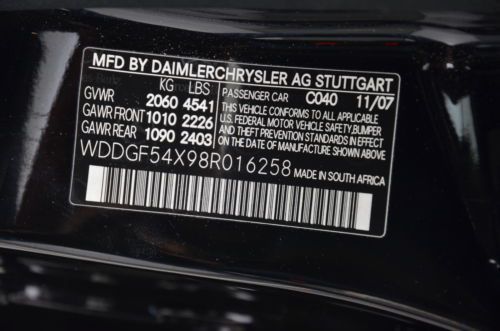 MFD BY DAIMLERCHRYSLER AG STUTTGART
KG LBS
GVWR 2060 4541
GAWR FRONT 1010 2226
GAWR REAR 1090 2403
PASSENGER CAR C040 11/07
THIS VEHICLE CONFORMS TO ALL APPLICABLE
U.S. FEDERAL MOTOR VEHICLE SAFETY,BUMPER
AND THEFT PREVENTION STANDARDS IN EFFECT
ON THE DATE OF MANUFACTURE SHOWN ABOVE
WDDGF54X98R016258 MADE IN SOUTH AFRICA